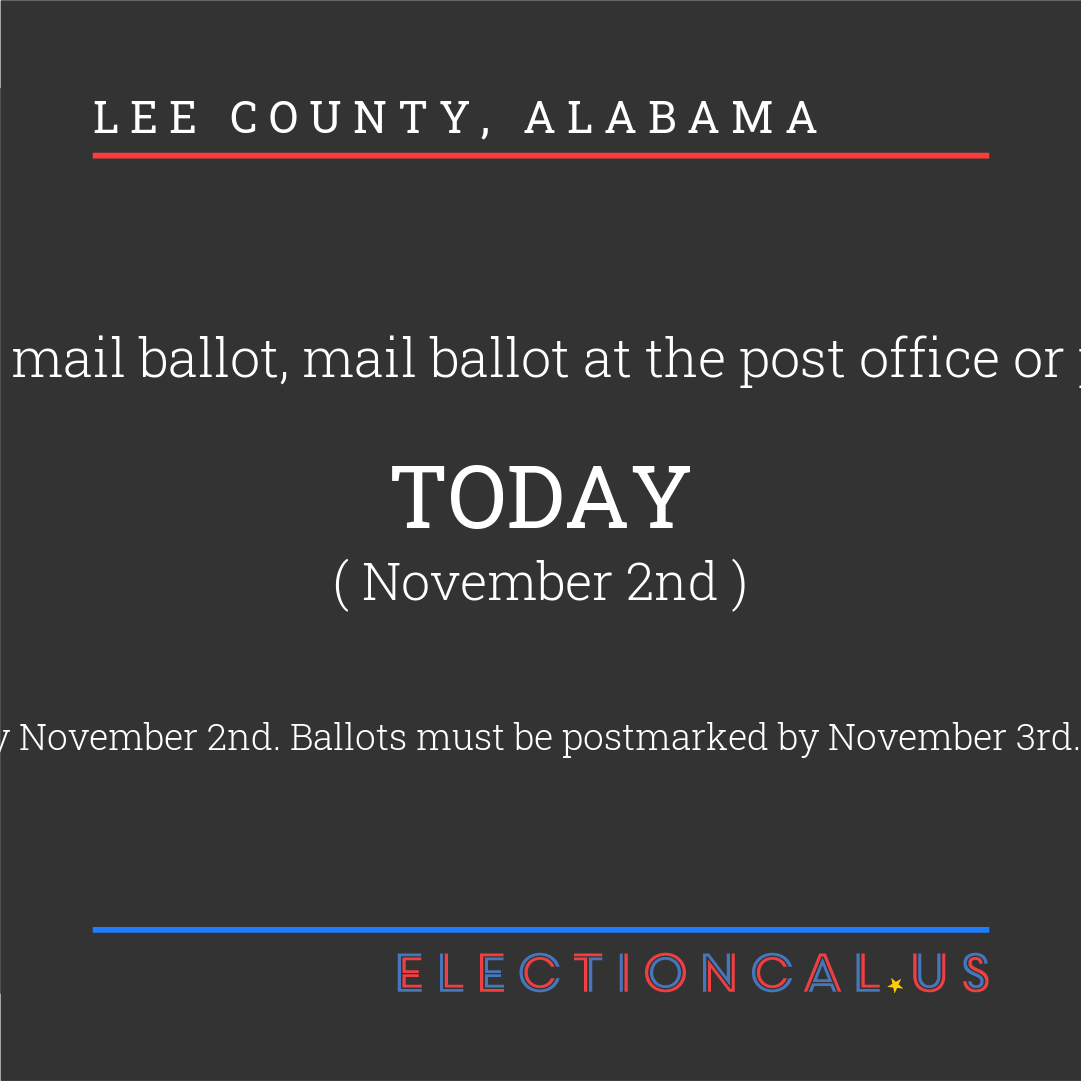 LEE COUNTY, ALABAMA
mail ballot, mail ballot at the post office or
TODAY
( November 2nd )
November 2nd. Ballots must be postmarked by November 3rd.
ELECTIONCAL.US